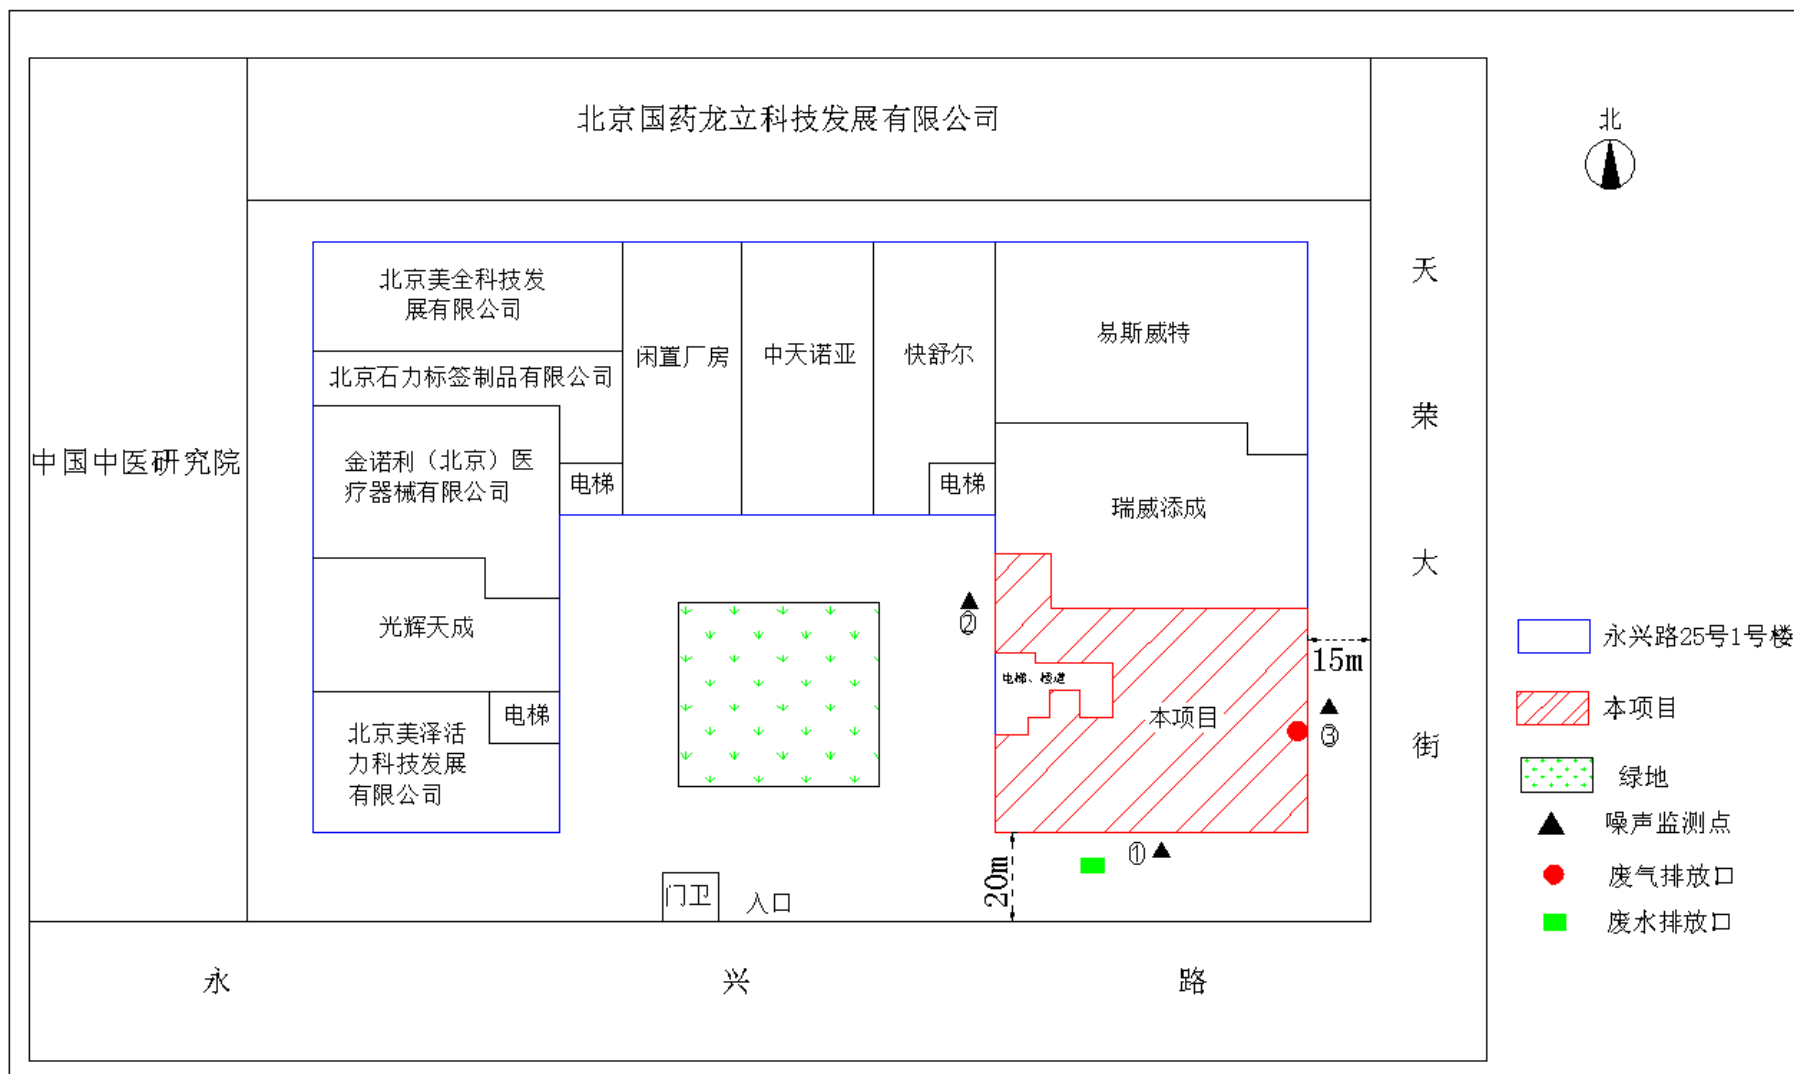 北京国药龙立科技发展有限公司
北
中国中医研究院
北京美全科技发
展有限公司
北京石力标签制品有限公司
金诺利（北京）医
疗器械有限公司
电梯
光辉天成
电梯
北京美泽活
力科技发展
有限公司
闲置厂房
中天诺亚
快舒尔
电梯
易斯威特
瑞威添成
②
电梯、楼道
本项目
15m
③
①
20m
门卫
入口
天
荣
大
街
永 兴 路
永兴路25号1号楼
本项目
绿地
噪声监测点
废气排放口
废水排放口